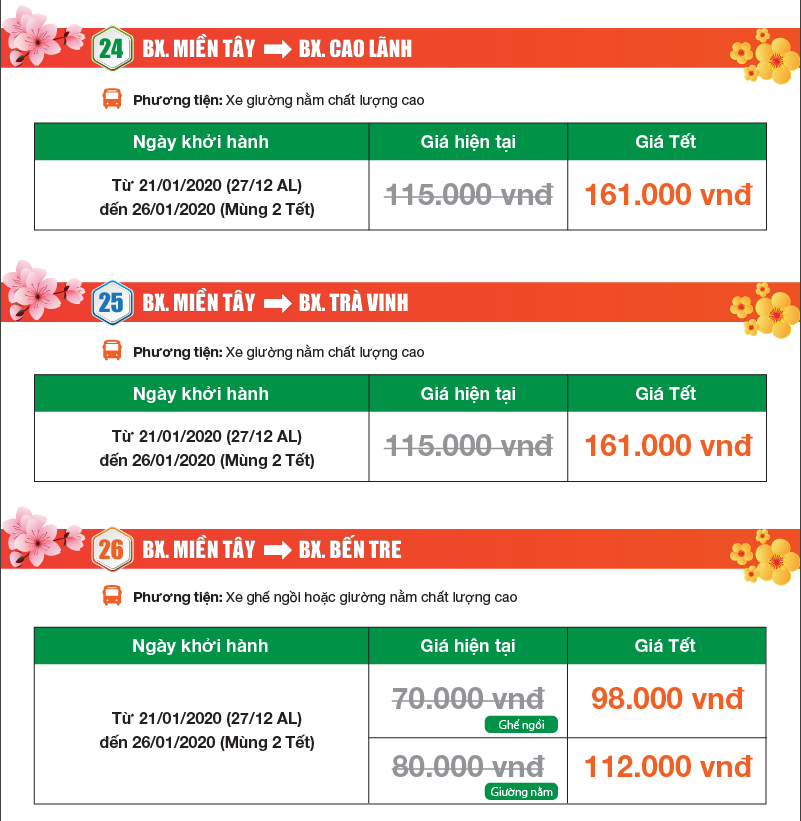 24 BX. MIỀN TÂY BX. CAO LÃNH
Phương tiện: Xe giường nằm chất lượng cao
Ngày khởi hành Giá hiện tại Giá Tết
Từ 21/01/2020 (27/12 AL)
đến 26/01/2020 (Mùng 2 Tết)
115.000 vnđ 161.000 vnđ
25 BX. MIỀN TÂY BX. TRÀ VINH
Phương tiện: Xe giường nằm chất lượng cao
Ngày khởi hành Giá hiện tại Giá Tết
Từ 21/01/2020 (27/12 AL)
đến 26/01/2020 (Mùng 2 Tết)
115.000 vnđ 161.000 vnđ
26 BX. MIỀN TÂY BX. BẾN TRE
Phương tiện: Xe ghế ngồi hoặc giường nằm chất lượng cao
Ngày khởi hành Giá hiện tại Giá Tết
Từ 21/01/2020 (27/12 AL)
đến 26/01/2020 (Mùng 2 Tết)
70.000 vnđ 98.000 vnđ
Ghế ngồi
80.000 vnđ 112.000 vnđ
Giường nằm